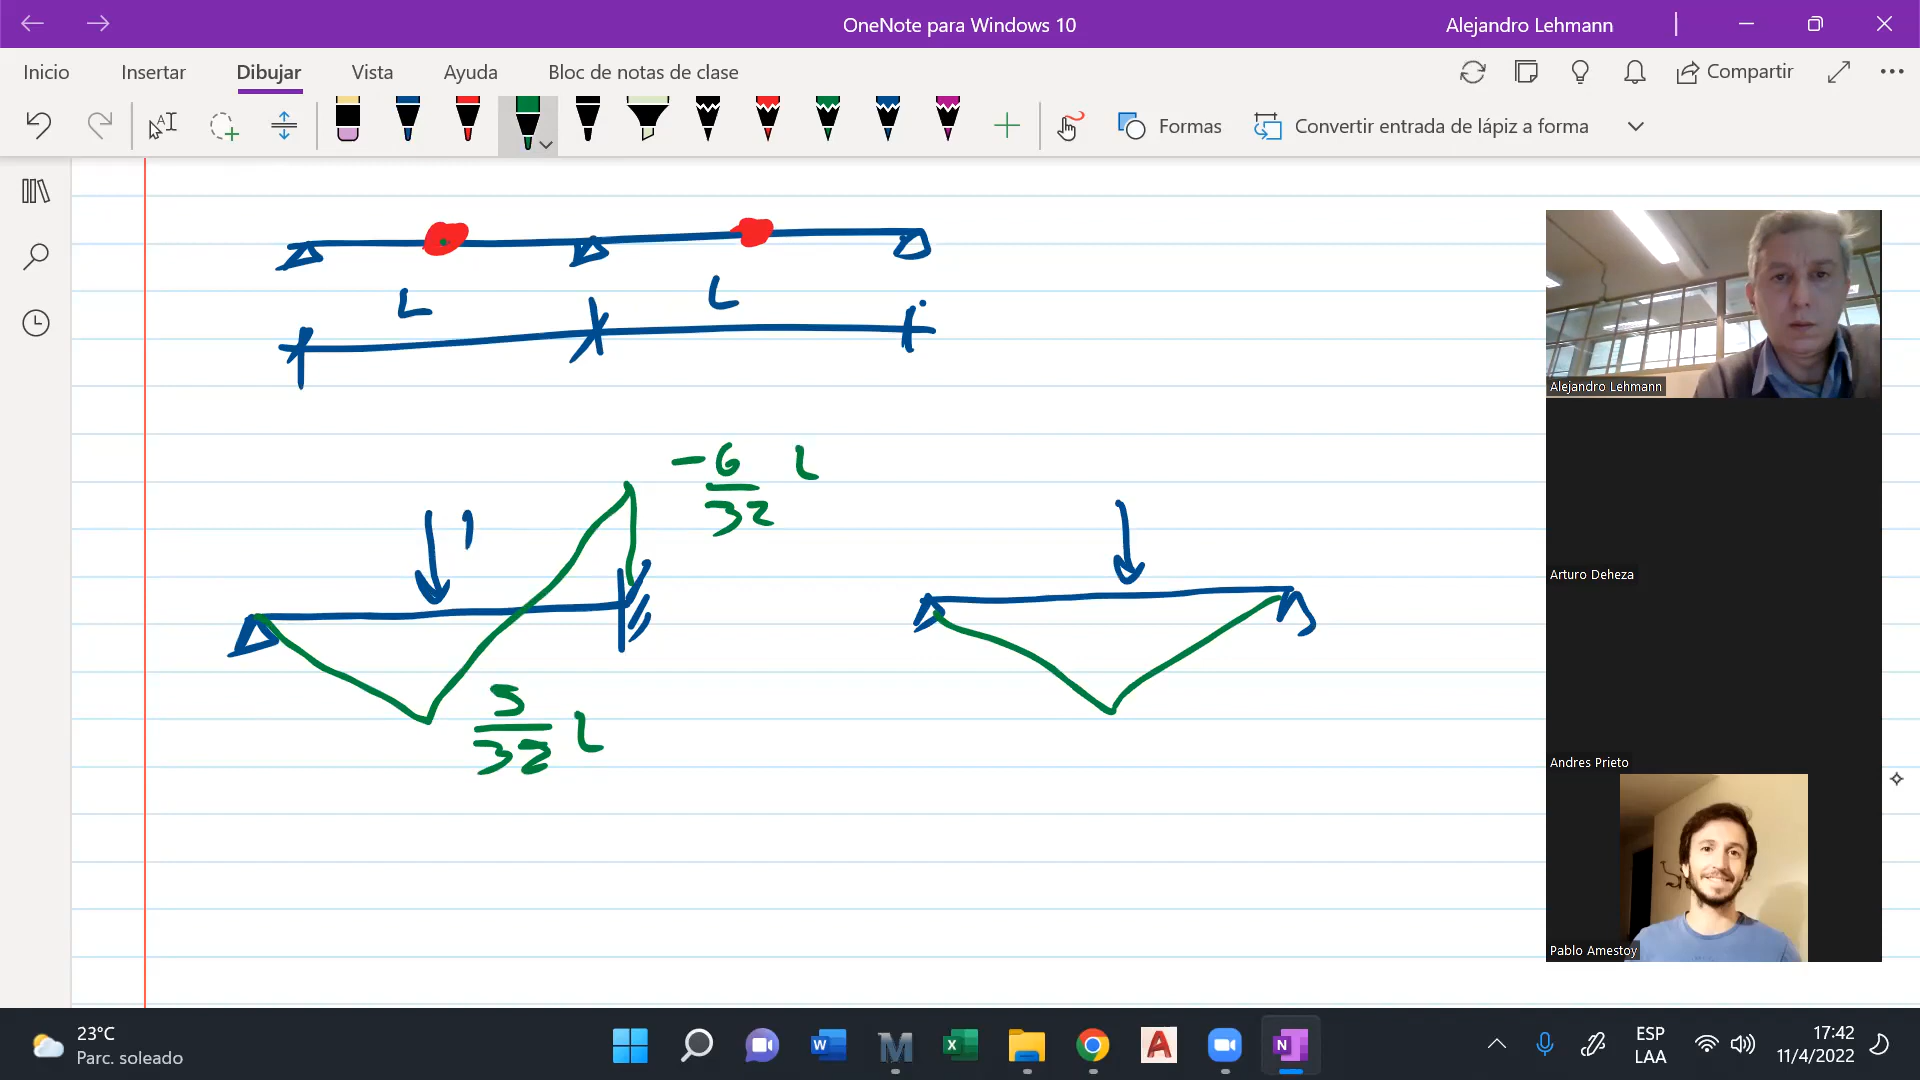 OneNote para Windows 10
Alejandro Lehmann
Inicio Insertar Dibujar Vista Ayuda Bloc de notas de clase
Compartir
Formas
Convertir entrada de lápiz a forma
L L
-6/32 L
1
5/32 L
Alejandro Lehmann
Arturo Deheza
Andres Prieto
Pablo Amestoy
23°C
Parc. soleado
ESP
LAA
17:42
11/4/2022